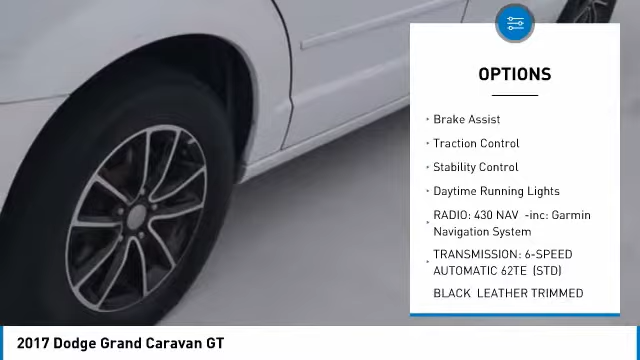 OPTIONS
Brake Assist
Traction Control
Stability Control
Daytime Running Lights
RADIO: 430 NAV -inc: Garmin
Navigation System
TRANSMISSION: 6-SPEED
AUTOMATIC 62TE (STD)
BLACK LEATHER TRIMMED
2017 Dodge Grand Caravan GT